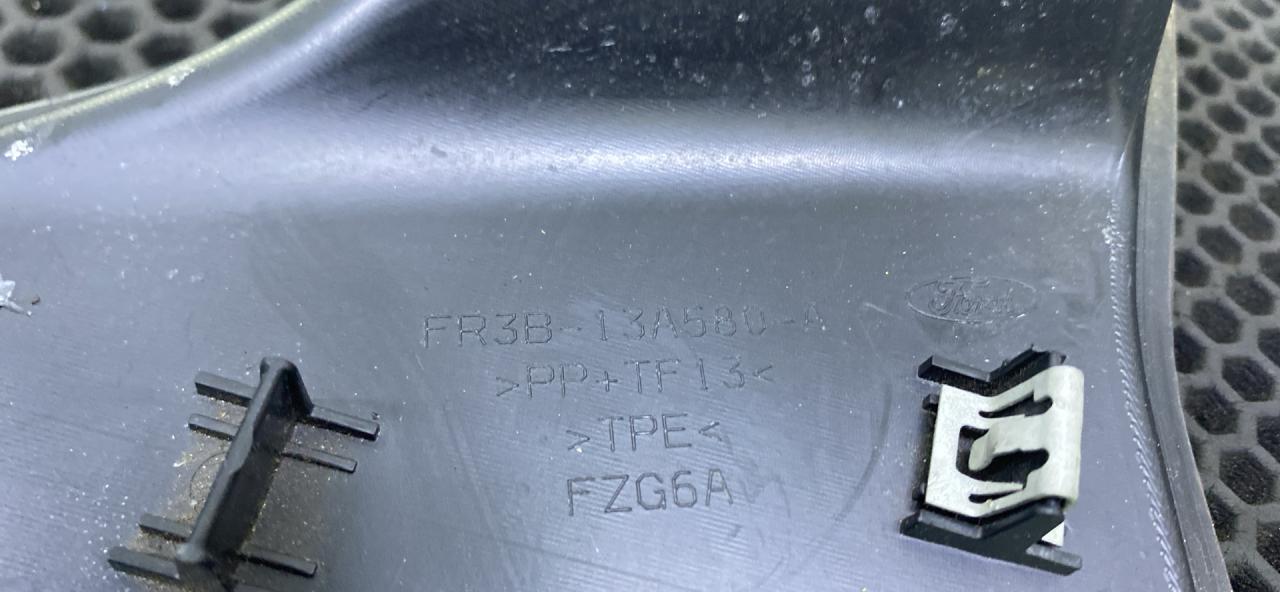 Ford
FR3B-13A580-A
>PP+TF13<
>TPE<
FZG6A